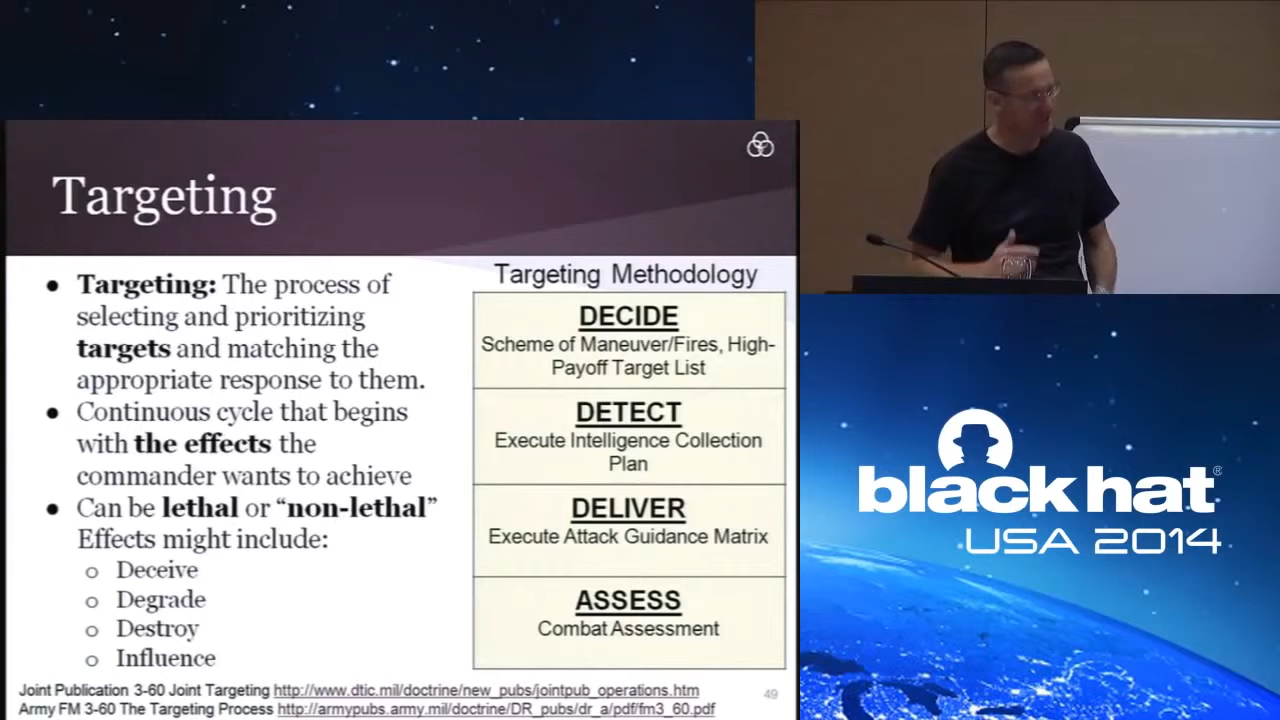 Targeting
Targeting: The process of
selecting and prioritizing
targets and matching the
appropriate response to them.
Continuous cycle that begins
with the effects the
commander wants to achieve
Can be lethal or “non-lethal”
Effects might include:
Deceive
Degrade
Destroy
Influence
Targeting Methodology
DECIDE
Scheme of Maneuver/Fires, High-
Payoff Target List
DETECT
Execute Intelligence Collection
Plan
DELIVER
Execute Attack Guidance Matrix
ASSESS
Combat Assessment
Joint Publication 3-60 Joint Targeting http://www.dtic.mil/doctrine/new_pubs/jointpub_operations.htm
Army FM 3-60 The Targeting Process http://armypubs.army.mil/doctrine/DR_pubs/dr_a/pdf/fm3_60.pdf
49
black hat®
USA 2014